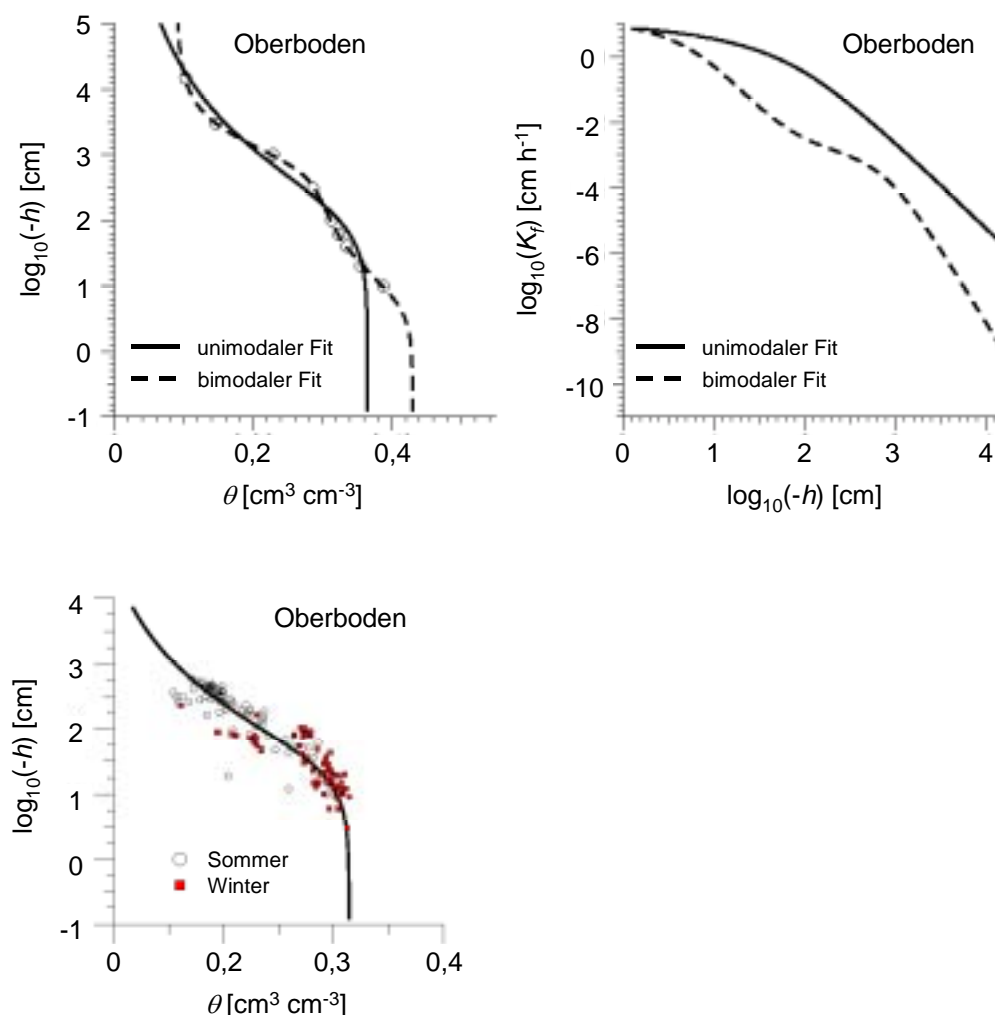 Oberboden
5
4
3
2
1
0
-1
log₁₀(-h) [cm]
unimodaler Fit
bimodaler Fit
0 0,2 0,4
θ [cm³ cm⁻³]
Oberboden
0
-2
-4
-6
-8
-10
log₁₀(K_f) [cm h⁻¹]
unimodaler Fit
bimodaler Fit
0 1 2 3 4
log₁₀(-h) [cm]
Oberboden
4
3
2
1
0
-1
log₁₀(-h) [cm]
Sommer
Winter
0 0,2 0,3 0,4
θ [cm³ cm⁻³]